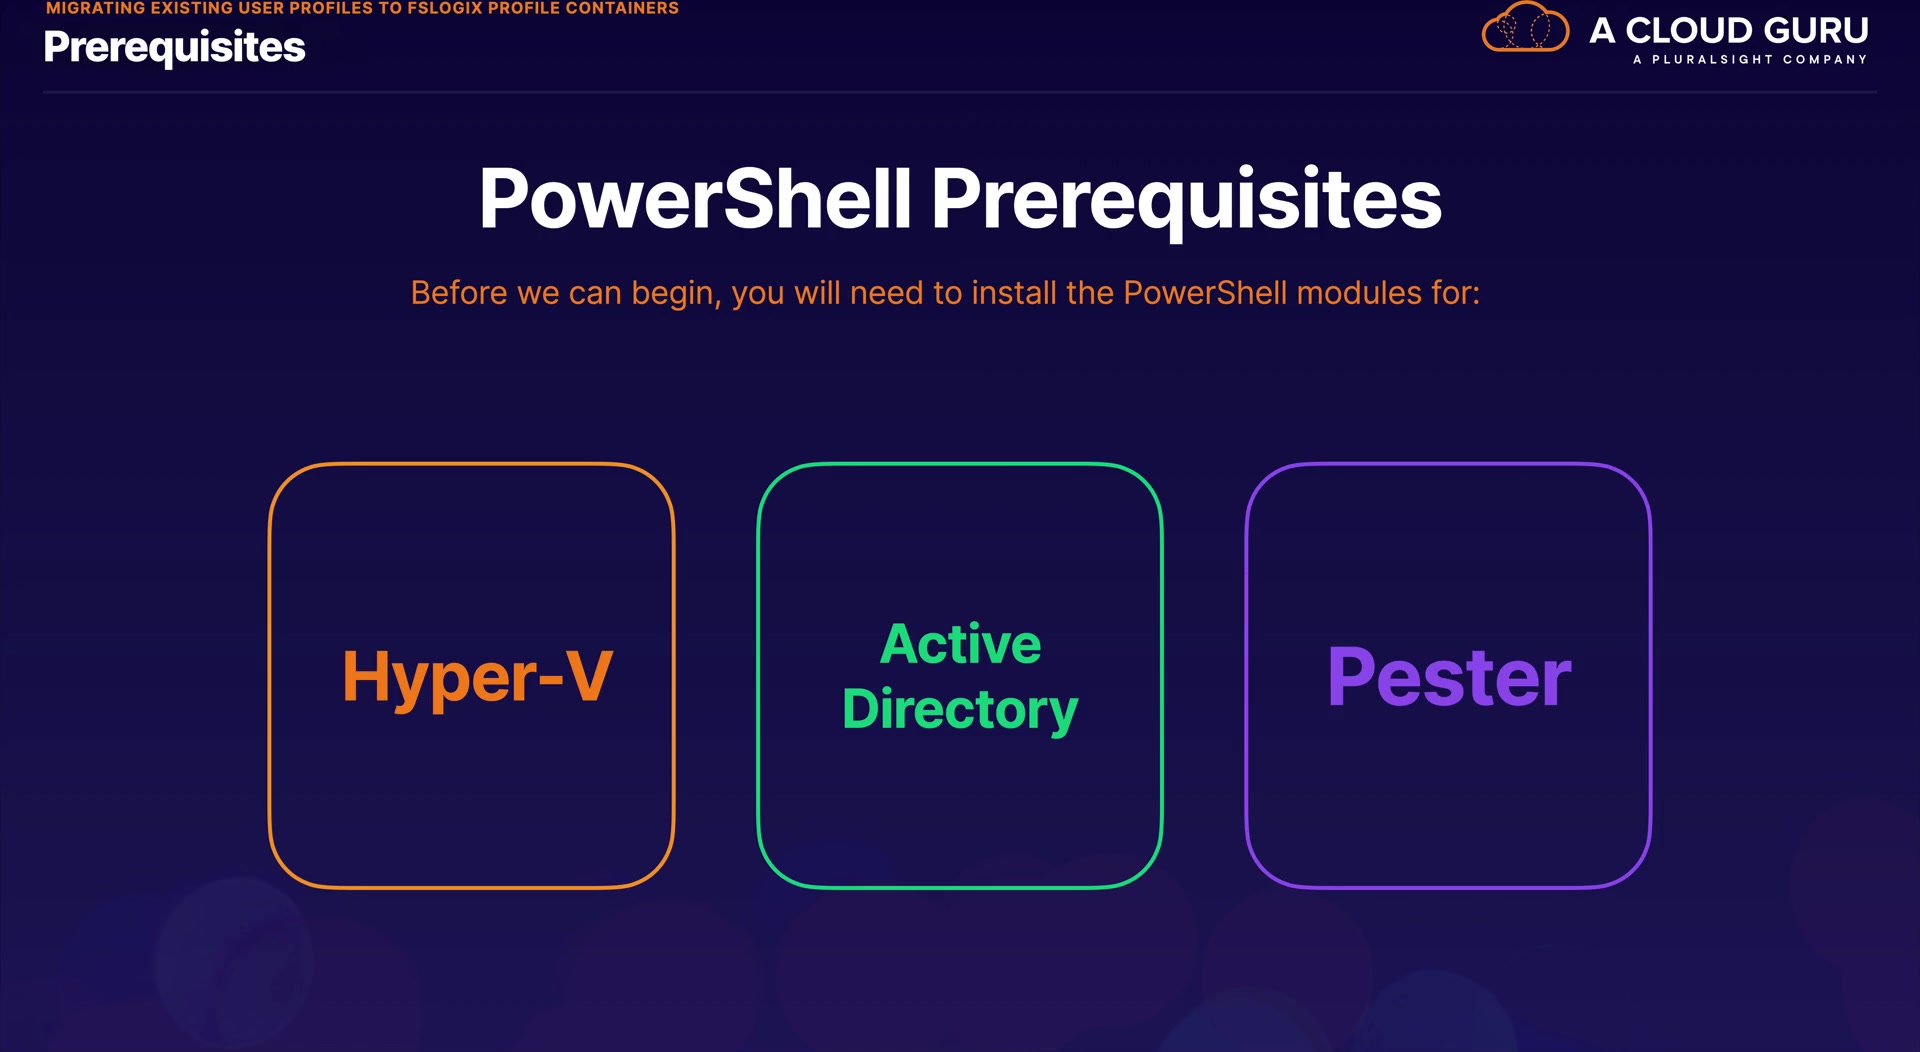 MIGRATING EXISTING USER PROFILES TO FSLOGIX PROFILE CONTAINERS
Prerequisites
A CLOUD GURU
A PLURALSIGHT COMPANY
PowerShell Prerequisites
Before we can begin, you will need to install the PowerShell modules for:
Hyper-V
Active
Directory
Pester